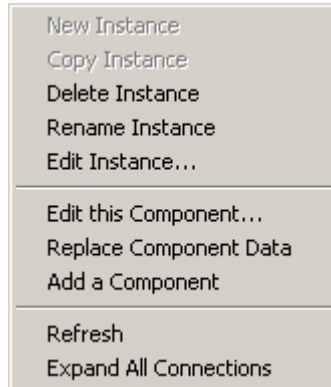 New Instance
Copy Instance
Delete Instance
Rename Instance
Edit Instance...
Edit this Component...
Replace Component Data
Add a Component
Refresh
Expand All Connections